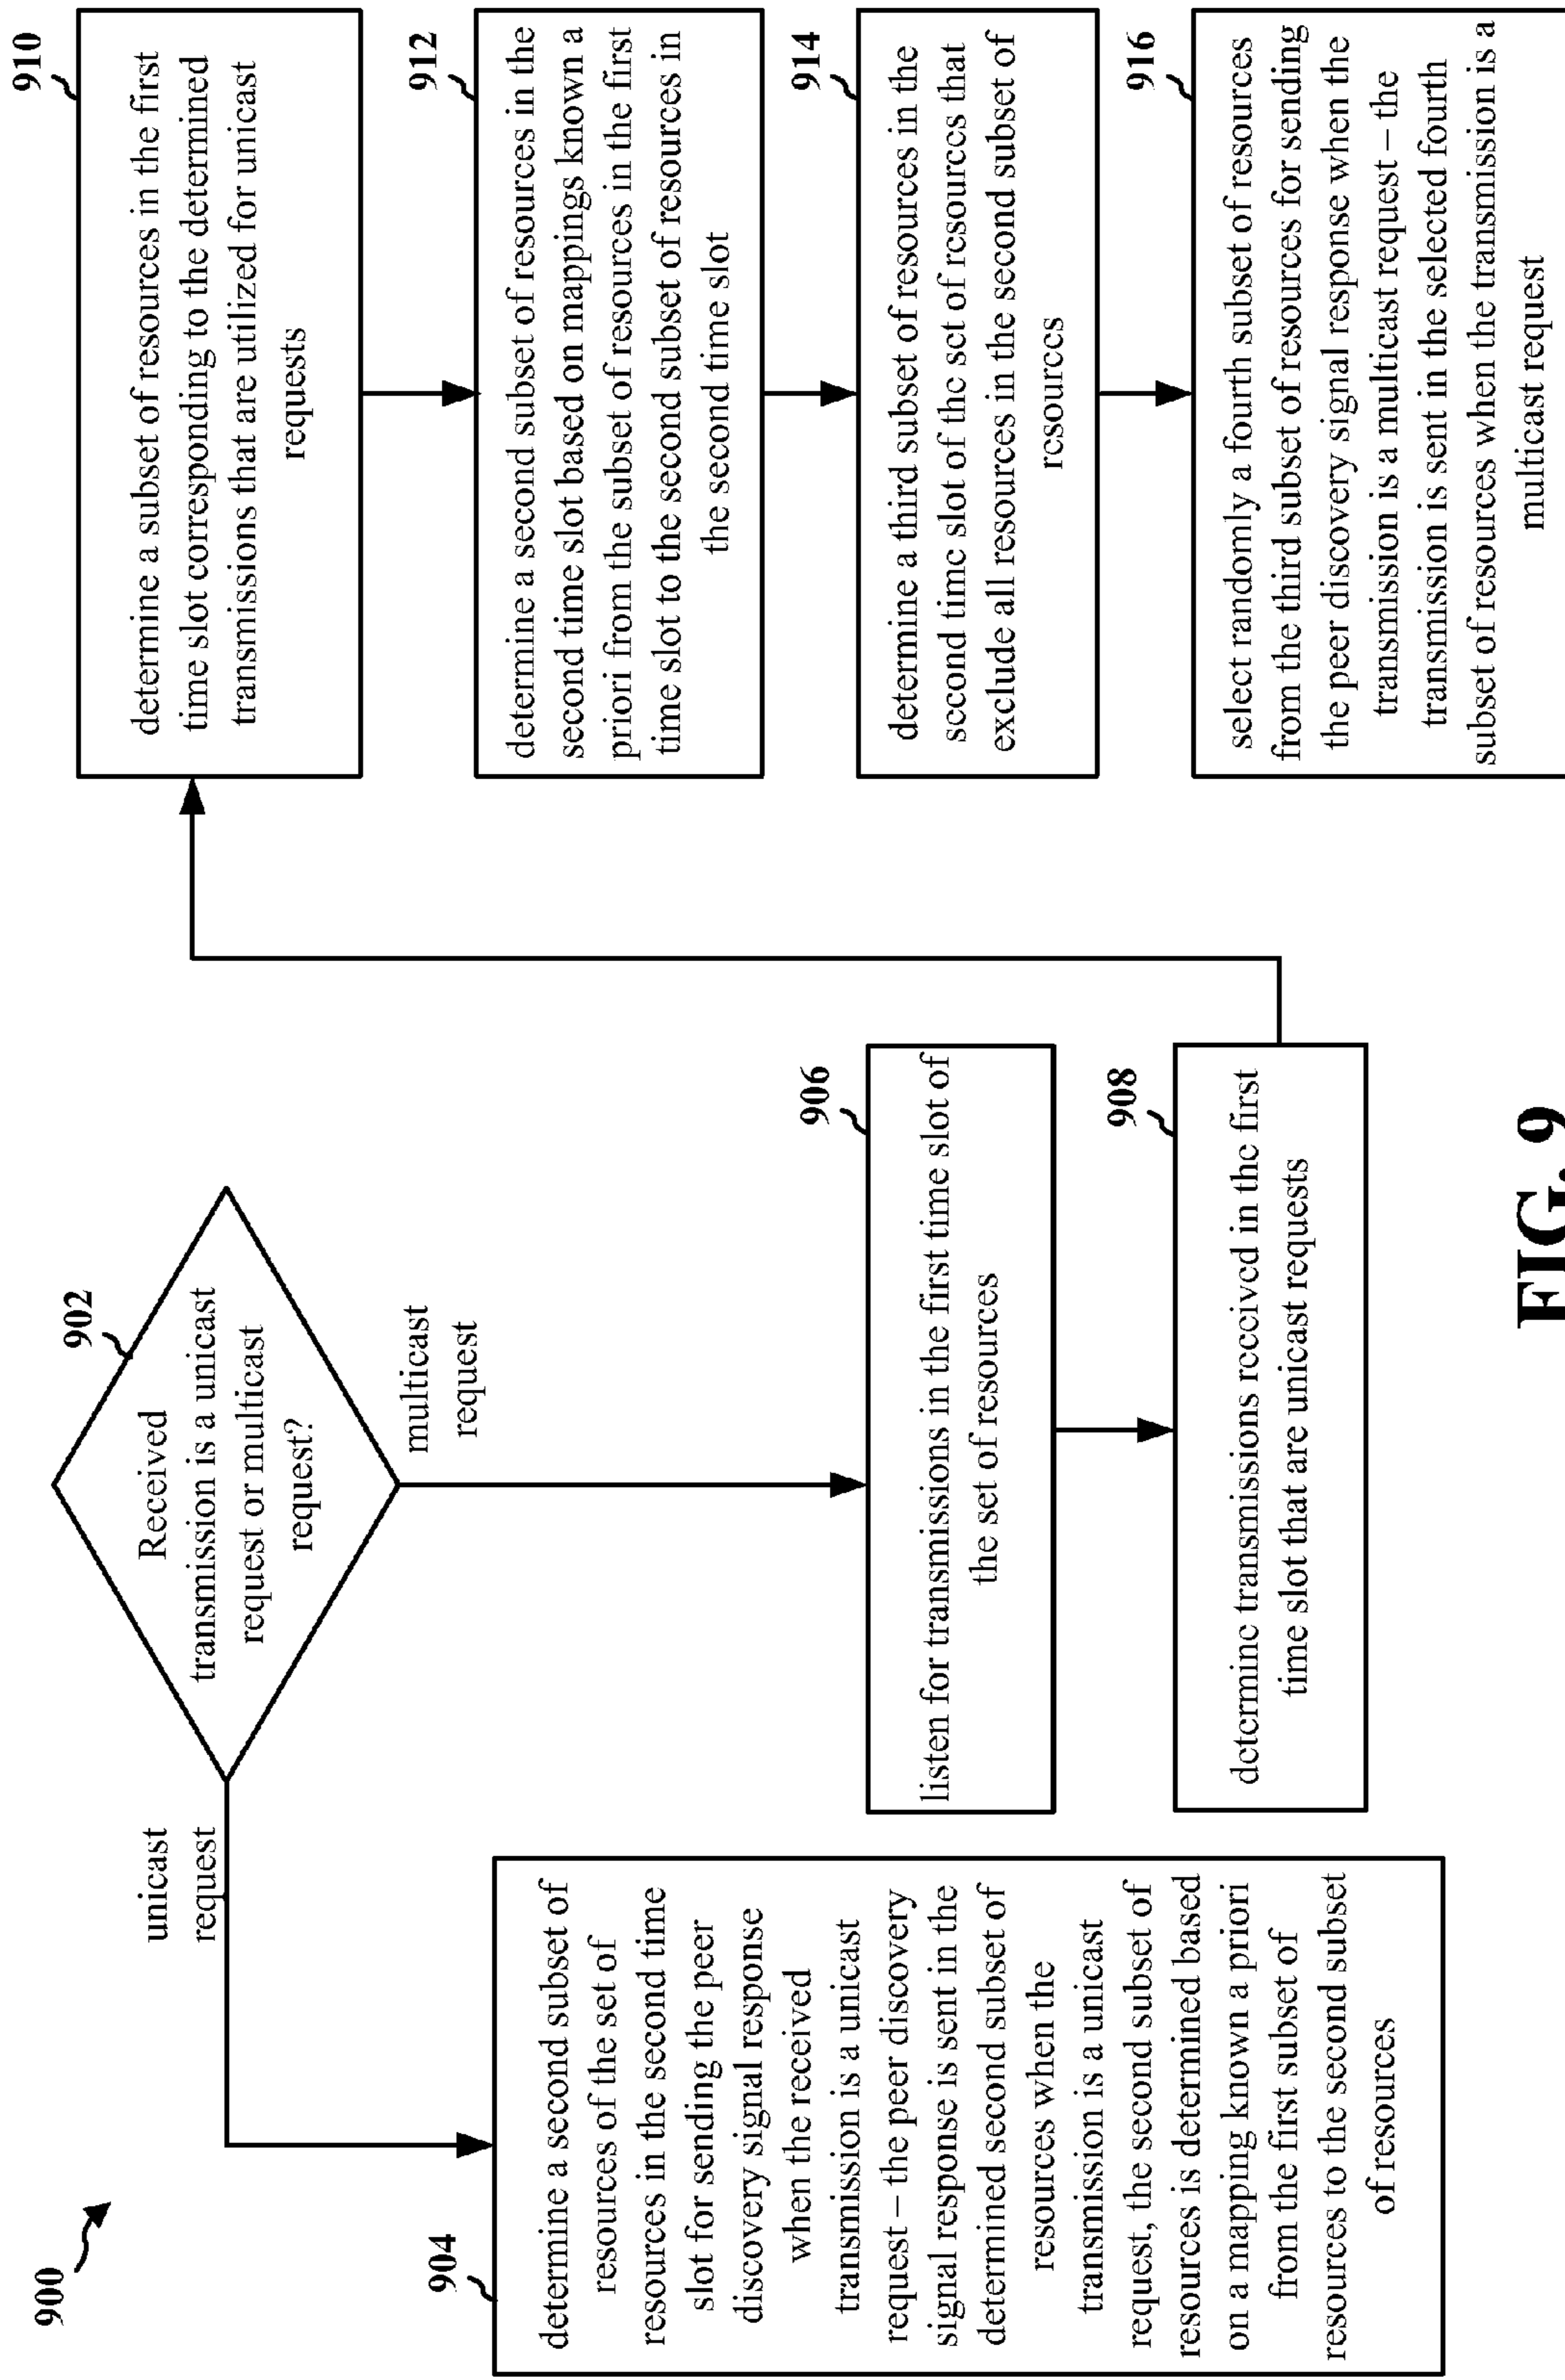 900
902
Received
transmission is a unicast
request or multicast
request?
unicast
request
multicast
request
904
determine a second subset of
resources of the set of
resources in the second time
slot for sending the peer
discovery signal response
when the received
transmission is a unicast
request – the peer discovery
signal response is sent in the
determined second subset of
resources when the
transmission is a unicast
request, the second subset of
resources is determined based
on a mapping known a priori
from the first subset of
resources to the second subset
of resources
906
listen for transmissions in the first time slot of
the set of resources
908
determine transmissions received in the first
time slot that are unicast requests
910
determine a subset of resources in the first
time slot corresponding to the determined
transmissions that are utilized for unicast
requests
912
determine a second subset of resources in the
second time slot based on mappings known a
priori from the subset of resources in the first
time slot to the second subset of resources in
the second time slot
914
determine a third subset of resources in the
second time slot of the set of resources that
exclude all resources in the second subset of
resources
916
select randomly a fourth subset of resources
from the third subset of resources for sending
the peer discovery signal response when the
transmission is a multicast request – the
transmission is sent in the selected fourth
subset of resources when the transmission is a
multicast request
FIG. 9